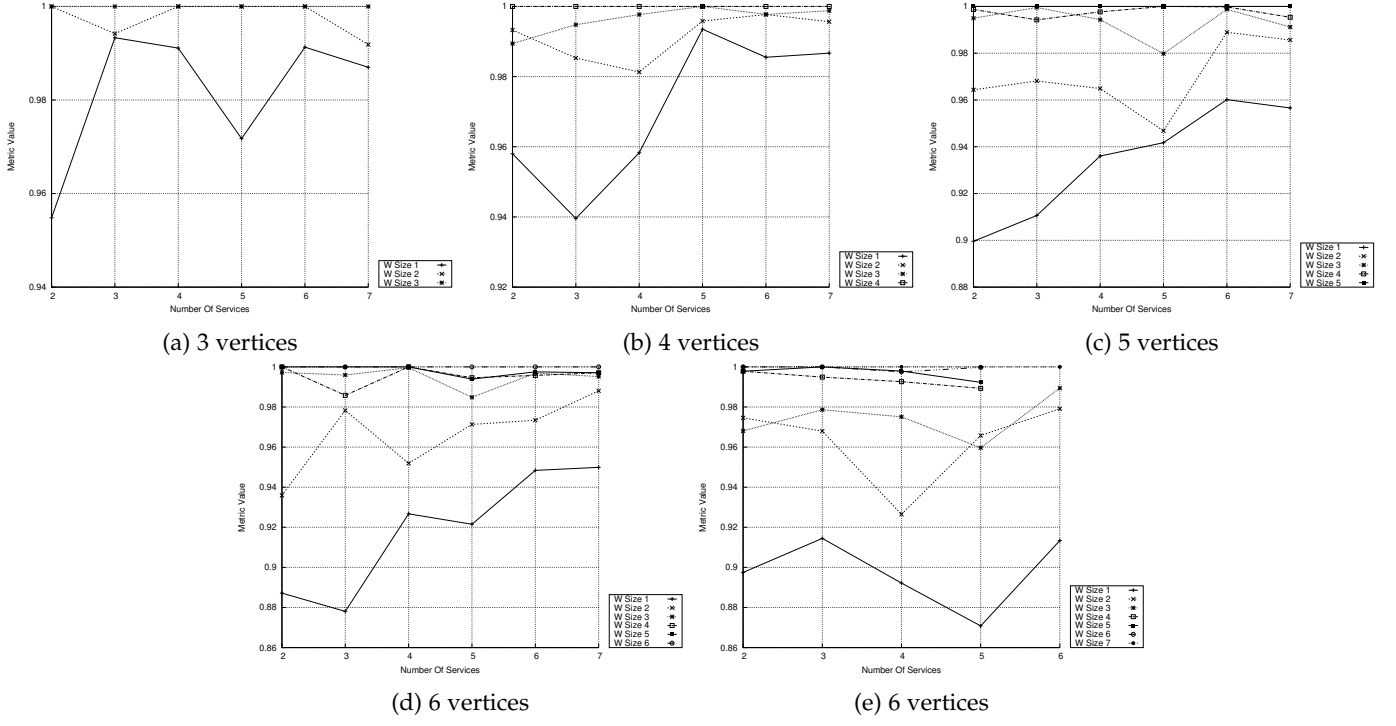 1
0.98
0.96
0.94
Metric Value
2 3 4 5 6 7
Number Of Services
W Size 1
W Size 2
W Size 3
(a) 3 vertices
1
0.98
0.96
0.94
0.92
Metric Value
2 3 4 5 6 7
Number Of Services
W Size 1
W Size 2
W Size 3
W Size 4
(b) 4 vertices
1
0.98
0.96
0.94
0.92
0.9
0.88
Metric Value
2 3 4 5 6 7
Number Of Services
W Size 1
W Size 2
W Size 3
W Size 4
W Size 5
(c) 5 vertices
1
0.98
0.96
0.94
0.92
0.9
0.88
0.86
Metric Value
2 3 4 5 6 7
Number Of Services
W Size 1
W Size 2
W Size 3
W Size 4
W Size 5
W Size 6
(d) 6 vertices
1
0.98
0.96
0.94
0.92
0.9
0.88
0.86
Metric Value
2 3 4 5 6
Number Of Services
W Size 1
W Size 2
W Size 3
W Size 4
W Size 5
W Size 6
W Size 7
(e) 6 vertices